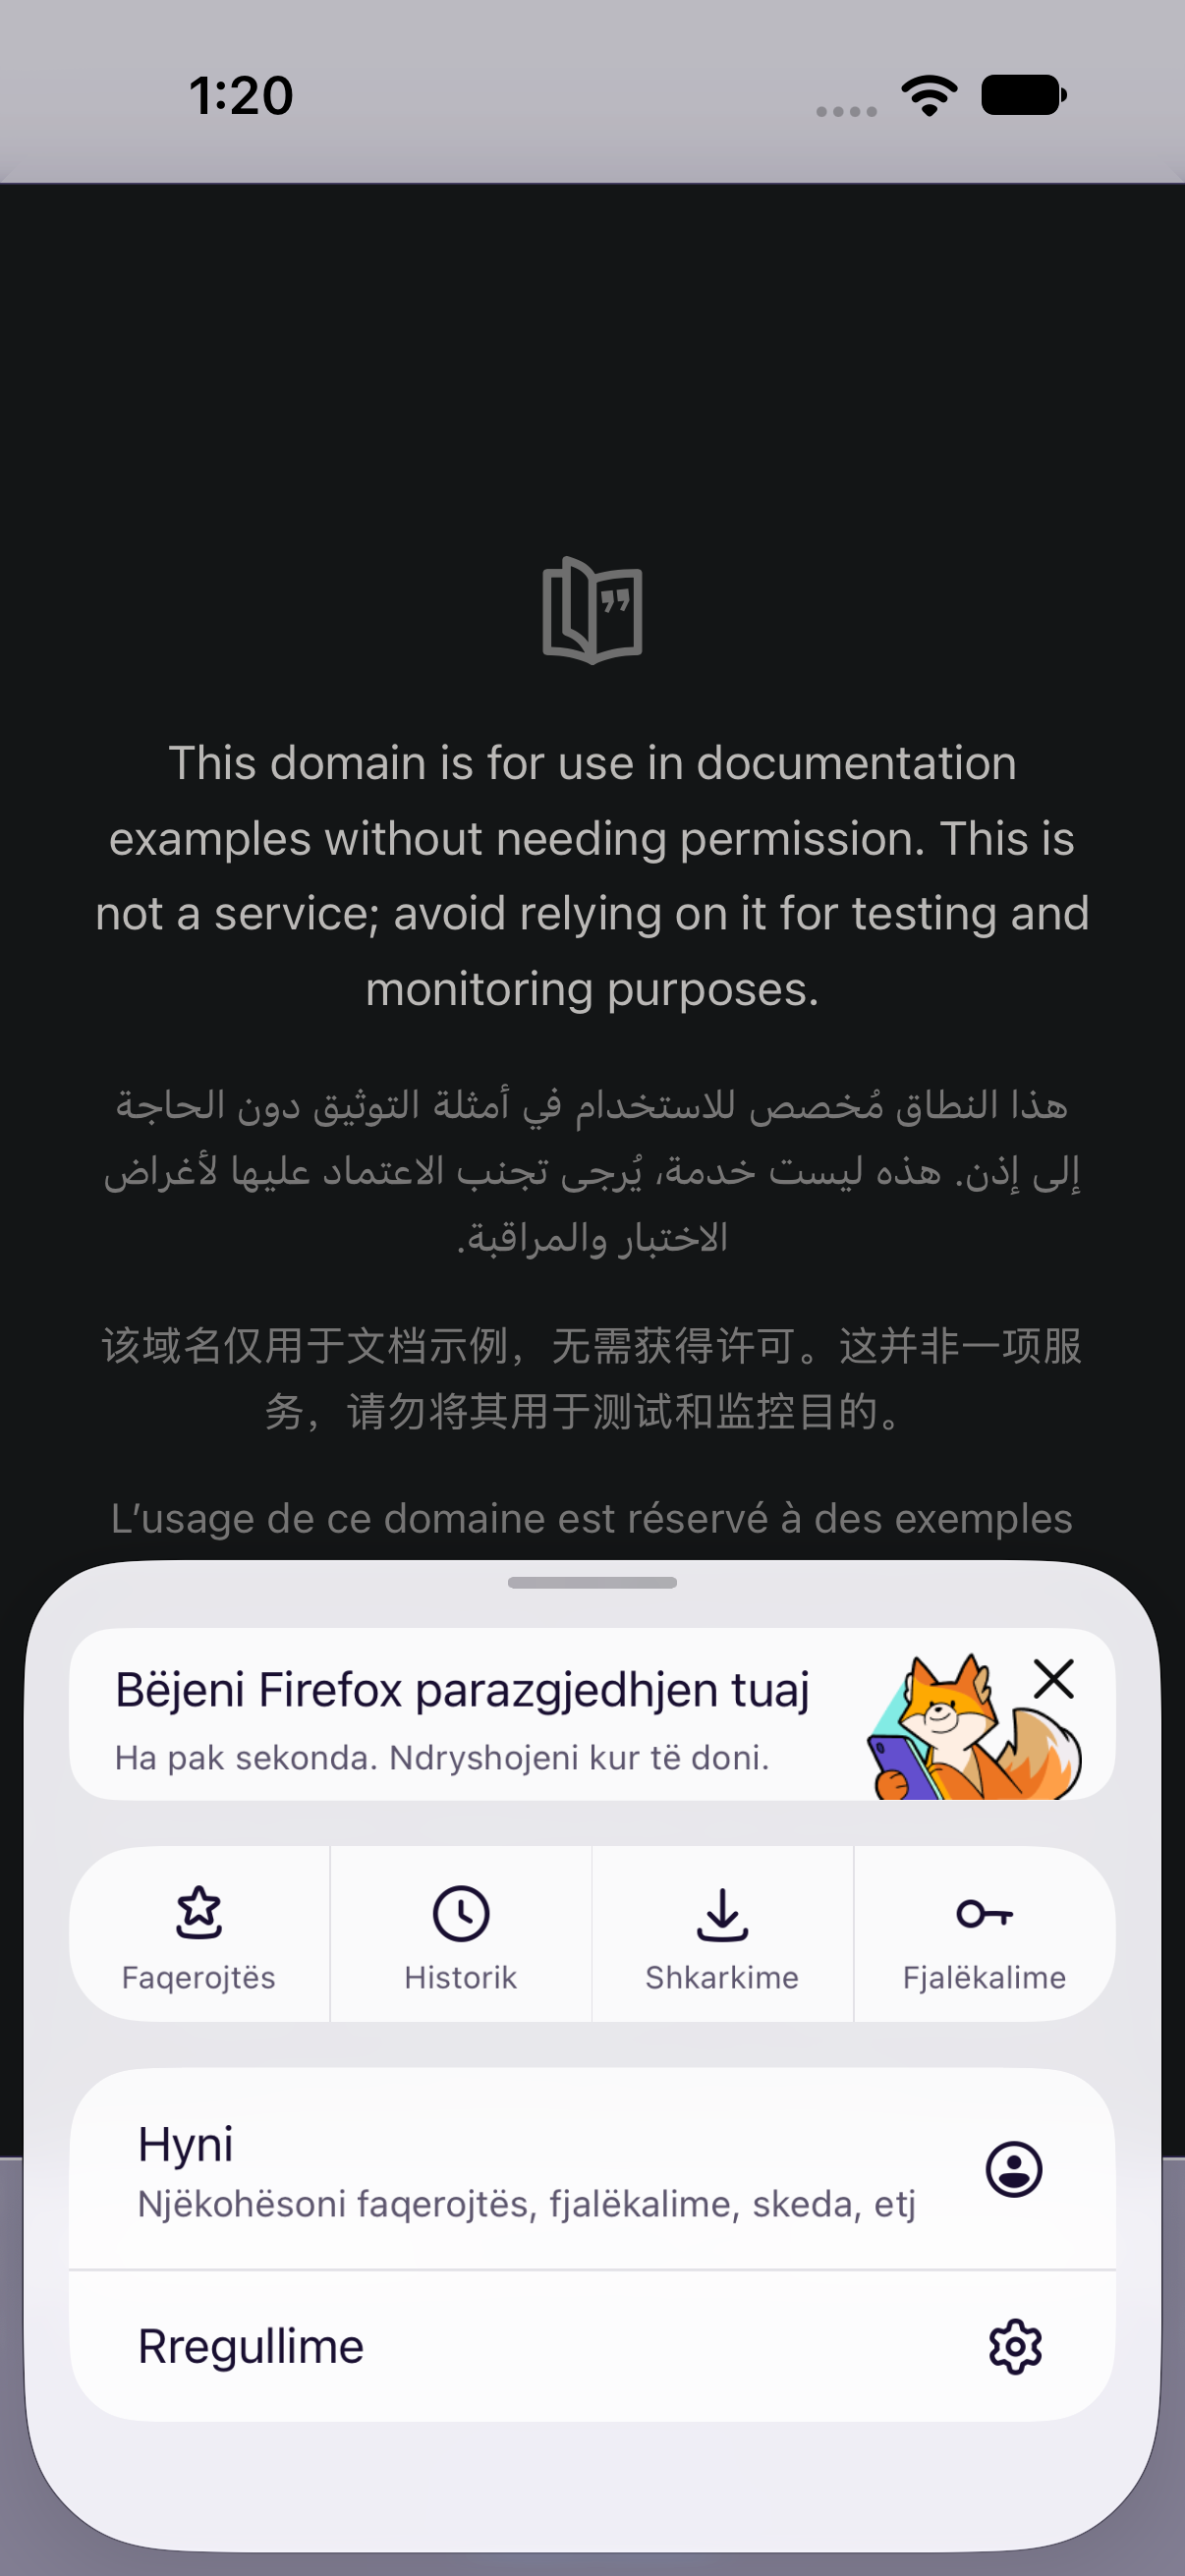 1:20
This domain is for use in documentation
examples without needing permission. This is
not a service; avoid relying on it for testing and
monitoring purposes.
هذا النطاق مُخصص للاستخدام في أمثلة التوثيق دون الحاجة
إلى إذن. هذه ليست خدمة، يُرجى تجنب الاعتماد عليها لأغراض
الاختبار والمراقبة.
该域名仅用于文档示例，无需获得许可。这并非一项服
务，请勿将其用于测试和监控目的。
L’usage de ce domaine est réservé à des exemples
Bëjeni Firefox parazgjedhjen tuaj
Ha pak sekonda. Ndryshojeni kur të doni.
Faqerojtës
Historik
Shkarkime
Fjalëkalime
Hyni
Njëkohësoni faqerojtës, fjalëkalime, skeda, etj
Rregullime